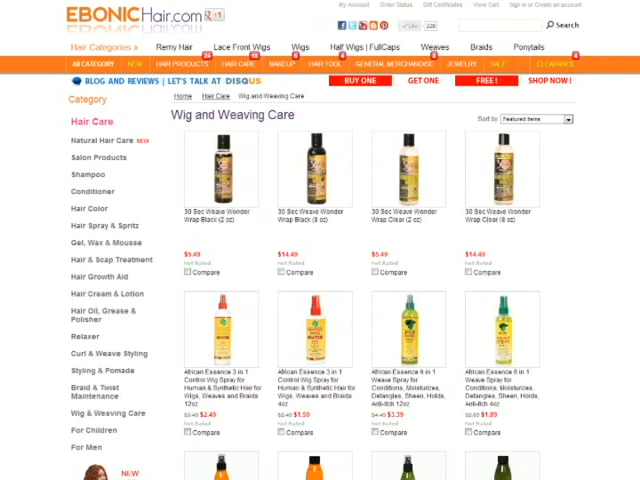 My Account Order Status Gift Certificates View Cart Sign in or Create an account
EBONICHair.com
+1
Like 228
Search
Hair Categories » Remy Hair Lace Front Wigs Wigs Half Wigs | FullCaps Weaves Braids Ponytails
All CATEGORY NEW HAIR PRODUCTS HAIR CARE MAKEUP HAIR TOOL GENERAL MERCHANDISE JEWELRY SALE CLEARANCE
BLOG AND REVIEWS | LET'S TALK AT DISQUS BUY ONE GET ONE FREE ! SHOP NOW !
Category
Home Hair Care Wig and Weaving Care
Wig and Weaving Care
Sort by Featured Items
Hair Care
Natural Hair Care NEW
Salon Products
Shampoo
Conditioner
Hair Color
Hair Spray & Spritz
Gel, Wax & Mousse
Hair & Scap Treatment
Hair Growth Aid
Hair Cream & Lotion
Hair Oil, Grease &
Polisher
Relaxer
Curl & Weave Styling
Styling & Pomade
Braid & Twist
Maintenance
Wig & Weaving Care
For Children
For Men
NEW
30 Sec Weave Wonder
Wrap Black (2 oz)
$5.49
Not Rated
Compare
30 Sec Weave Wonder
Wrap Black (8 oz)
$14.49
Not Rated
Compare
30 Sec Weave Wonder
Wrap Clear (2 oz)
$5.49
Not Rated
Compare
30 Sec Weave Wonder
Wrap Clear (8 oz)
$14.49
Not Rated
Compare
African Essence 3 in 1
Control Wig Spray for
Human & Synthetic Hair for
Wigs, Weaves and Braids
12oz
$2.40
Not Rated
Compare
African Essence 3 in 1
Control Wig Spray for
Human & Synthetic Hair for
Wigs, Weaves and Braids
4oz
$1.59
Not Rated
Compare
African Essence 6 in 1
Weave Spray for
Conditions, Moisturizes,
Detangles, Sheen, Holds,
Anti-Itch 12oz
$3.39
Not Rated
Compare
African Essence 6 in 1
Weave Spray for
Conditions, Moisturizes,
Detangles, Sheen, Holds,
Anti-Itch 4oz
$1.89
Not Rated
Compare